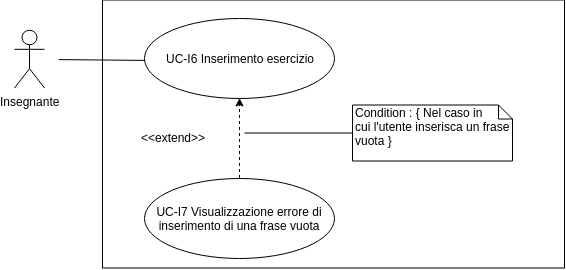 UC-I6 Inserimento esercizio
Insegnante
Condition : { Nel caso in
cui l'utente inserisca un frase
vuota }
<<extend>>
UC-I7 Visualizzazione errore di
inserimento di una frase vuota